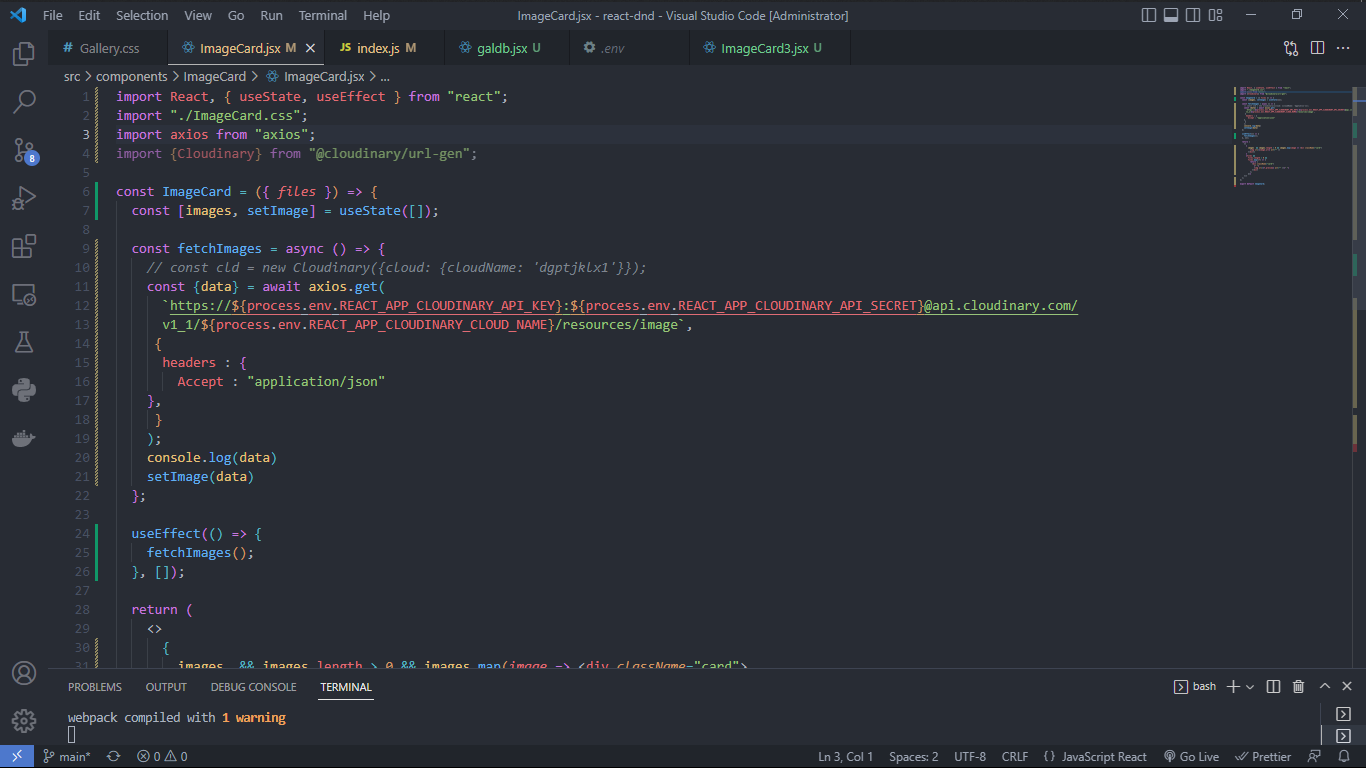 File Edit Selection View Go Run Terminal Help ImageCard.jsx - react-dnd - Visual Studio Code [Administrator]
# Gallery.css ImageCard.jsx M JS index.js M galdb.jsx U .env ImageCard3.jsx U
src > components > ImageCard > ImageCard.jsx > ...
1 import React, { useState, useEffect } from "react";
2 import "./ImageCard.css";
3 import axios from "axios";
4 import {Cloudinary} from "@cloudinary/url-gen";
5
6 const ImageCard = ({ files }) => {
7 const [images, setImage] = useState([]);
8
9 const fetchImages = async () => {
10 // const cld = new Cloudinary({cloud: {cloudName: 'dgptjklx1'}});
11 const {data} = await axios.get(
12 `https://${process.env.REACT_APP_CLOUDINARY_API_KEY}:${process.env.REACT_APP_CLOUDINARY_API_SECRET}@api.cloudinary.com/
13 v1_1/${process.env.REACT_APP_CLOUDINARY_CLOUD_NAME}/resources/image`,
14 {
15 headers : {
16 Accept : "application/json"
17 },
18 }
19 );
20 console.log(data)
21 setImage(data)
22 };
23
24 useEffect(() => {
25 fetchImages();
26 }, []);
27
28 return (
29 <>
30 {
31 images && images.length > 0 && images.map(image => <div className="card">
PROBLEMS OUTPUT DEBUG CONSOLE TERMINAL bash
webpack compiled with 1 warning
8
main* 0 0 Ln 3, Col 1 Spaces: 2 UTF-8 CRLF { } JavaScript React Go Live Prettier